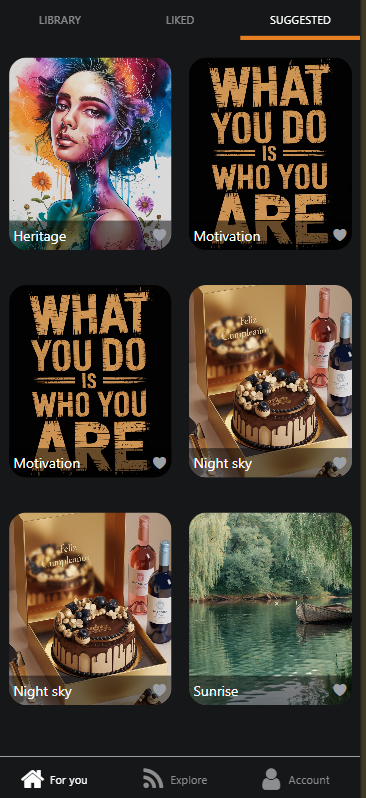 LIBRARY LIKED SUGGESTED
WHAT
YOU DO
IS
WHO YOU
ARE
Heritage
Motivation
WHAT
YOU DO
IS
WHO YOU
ARE
Motivation
Feliz
Cumpleaños
Night sky
Feliz
Cumpleaños
Night sky
Sunrise
For you Explore Account